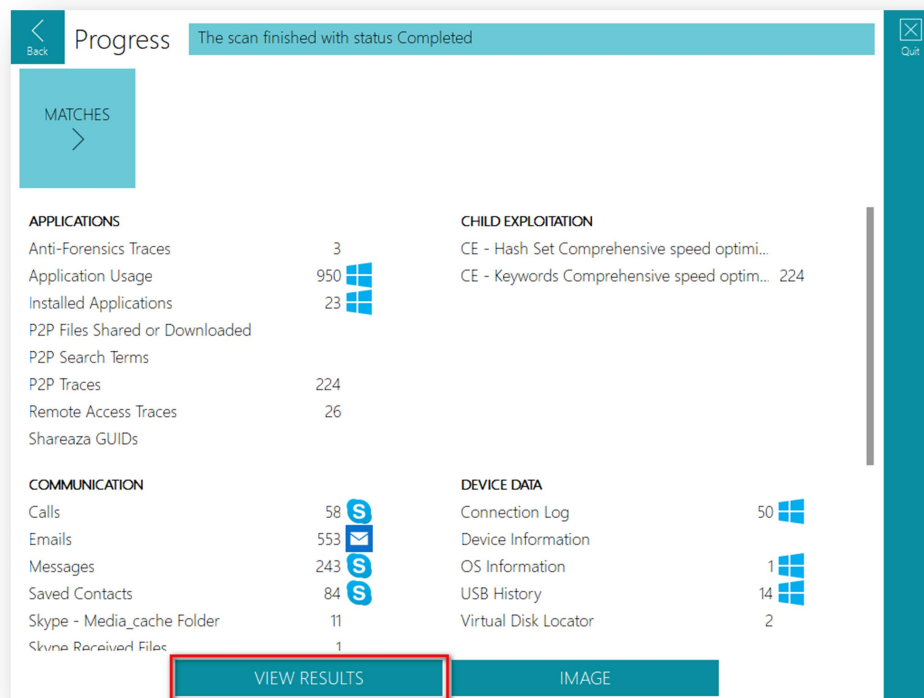 Back
Progress
The scan finished with status Completed
Quit
MATCHES
APPLICATIONS
Anti-Forensics Traces 3
Application Usage 950
Installed Applications 23
P2P Files Shared or Downloaded
P2P Search Terms
P2P Traces 224
Remote Access Traces 26
Shareaza GUIDs
CHILD EXPLOITATION
CE - Hash Set Comprehensive speed optimi...
CE - Keywords Comprehensive speed optim... 224
COMMUNICATION
Calls 58
Emails 553
Messages 243
Saved Contacts 84
Skype - Media_cache Folder 11
Skype Received Files 1
DEVICE DATA
Connection Log 50
Device Information
OS Information 1
USB History 14
Virtual Disk Locator 2
VIEW RESULTS
IMAGE